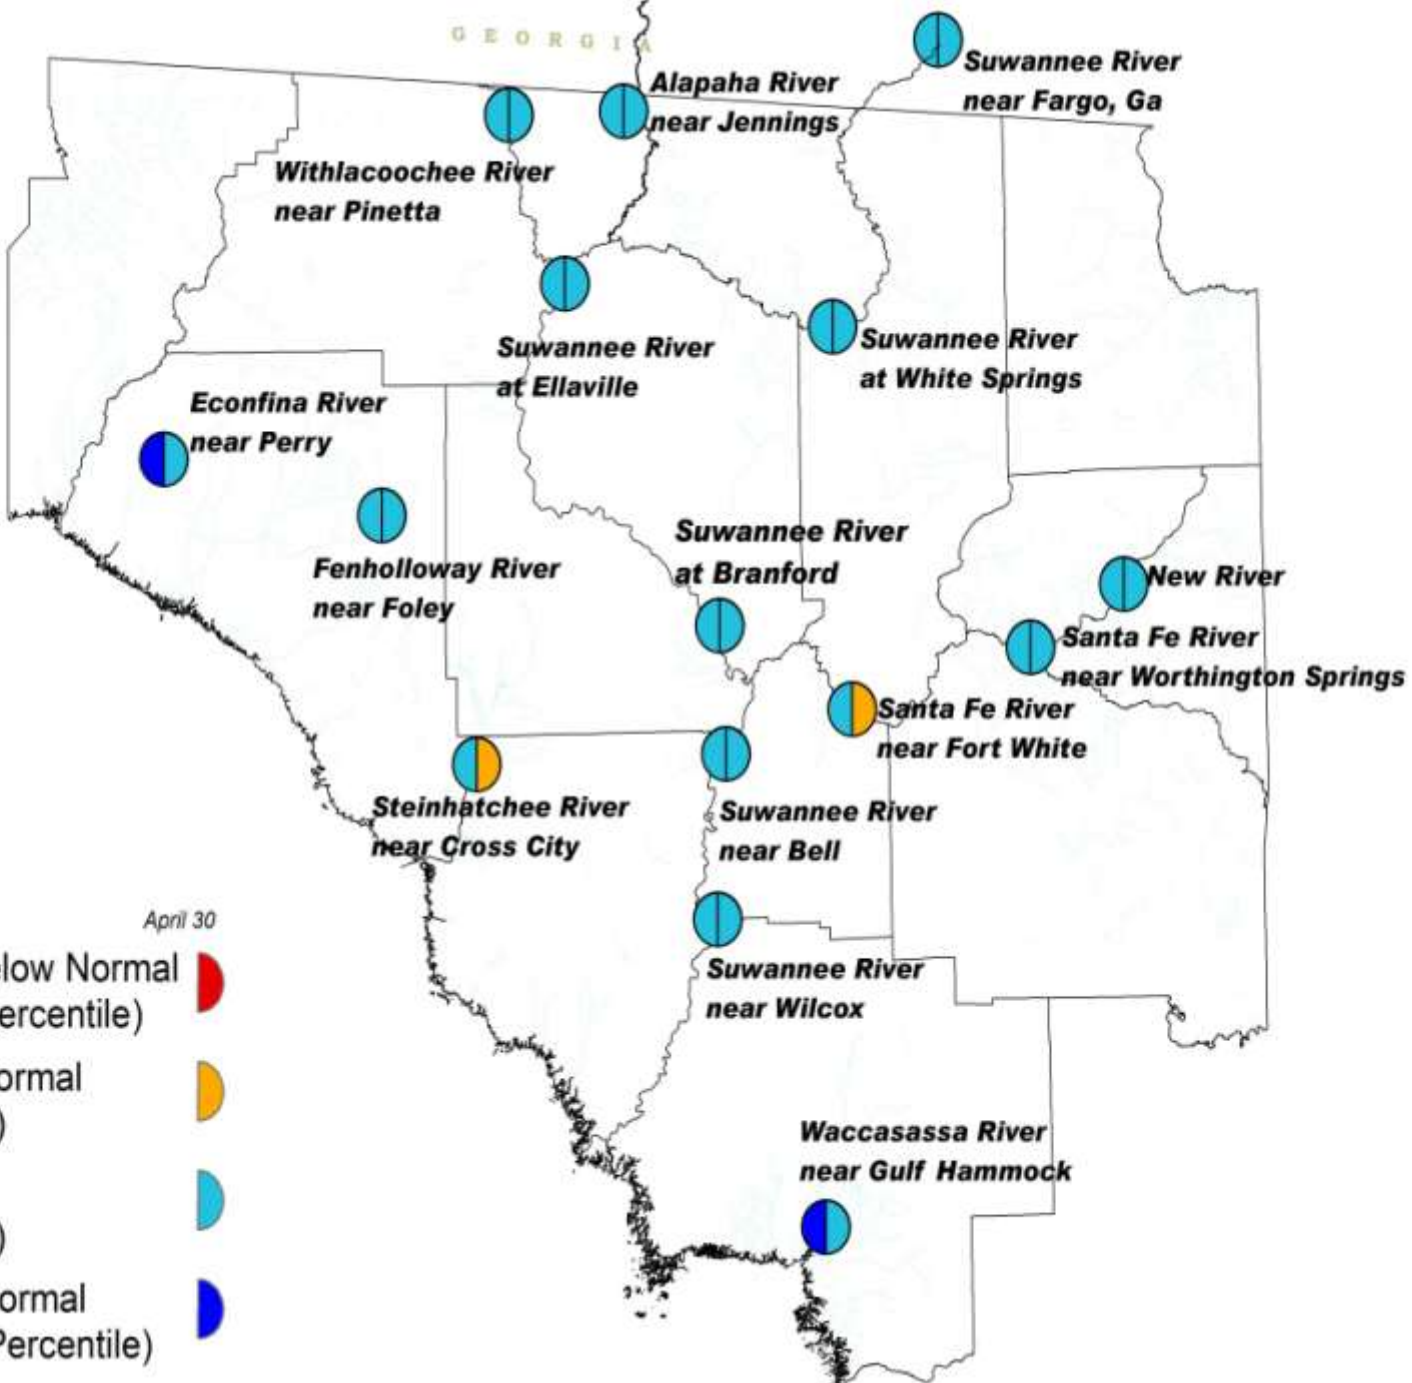 GEORGIA
Suwannee River
near Fargo, Ga
Alapaha River
near Jennings
Withlacoochee River
near Pinetta
Suwannee River
at Ellaville
Suwannee River
at White Springs
Econfina River
near Perry
Fenholloway River
near Foley
Suwannee River
at Branford
New River
Santa Fe River
near Worthington Springs
Santa Fe River
near Fort White
Steinhatchee River
near Cross City
Suwannee River
near Bell
Suwannee River
near Wilcox
Waccasassa River
near Gulf Hammock
April 30
elow Normal
ercentile)
ormal
)
)
ormal
Percentile)